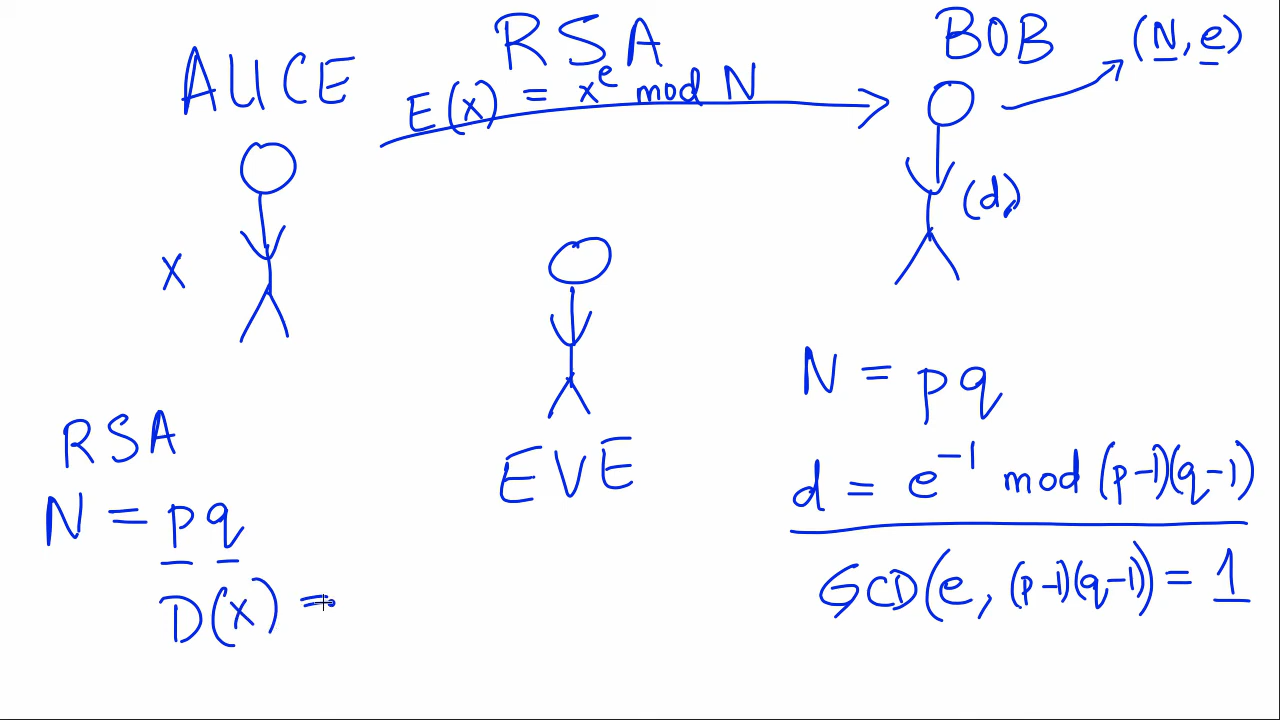 RSA
ALICE
E(x) = x^e mod N
BOB
(N, e)
(d,)
x
EVE
N = pq
d = e^-1 mod (p-1)(q-1)
GCD(e, (p-1)(q-1)) = 1
RSA
N = pq
D(x) =